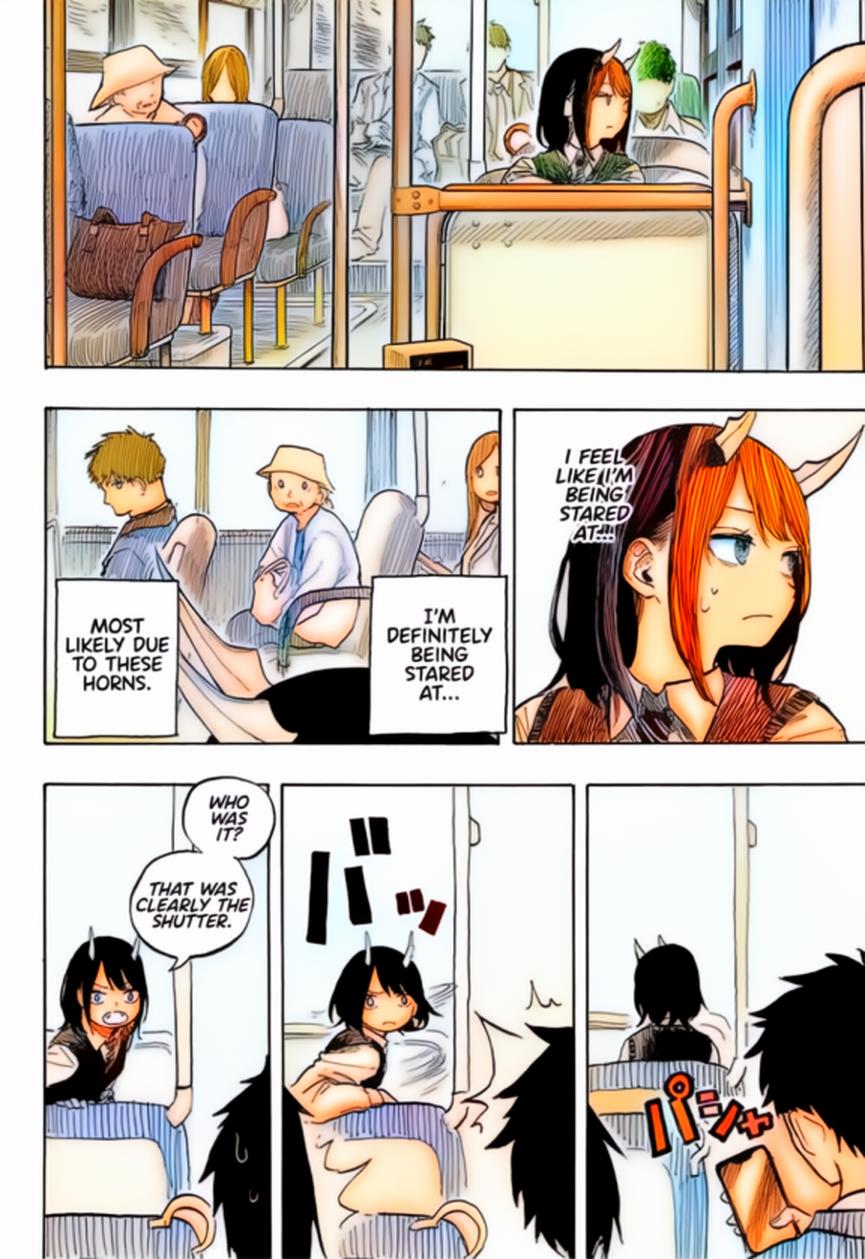 I FEEL
LIKE I'M
BEING
STARED
AT...
I'M
DEFINITELY
BEING
STARED
AT...
MOST
LIKELY DUE
TO THESE
HORNS.
パシャ
バッ
WHO
WAS
IT?
THAT WAS
CLEARLY THE
SHUTTER.